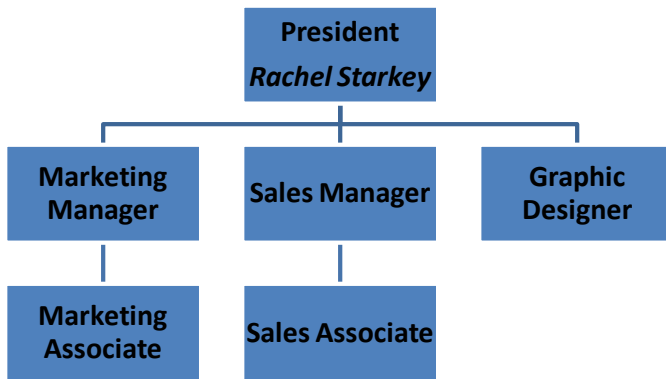 President
Rachel Starkey
Marketing
Manager
Sales Manager
Graphic
Designer
Marketing
Associate
Sales Associate